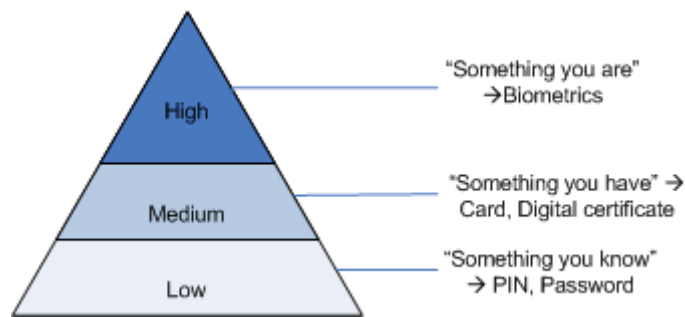 High
“Something you are”
→Biometrics
Medium
“Something you have” →
Card, Digital certificate
Low
“Something you know”
→ PIN, Password